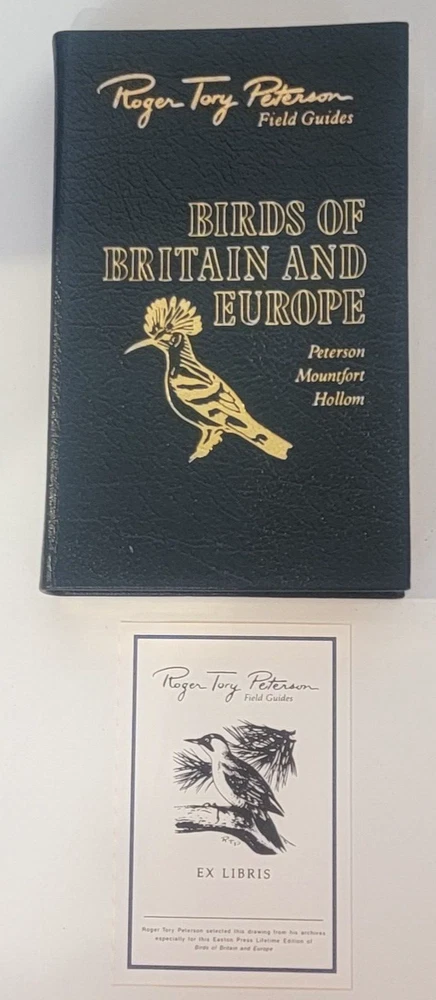 Roger Tory Peterson
Field Guides
BIRDS OF
BRITAIN AND
EUROPE
Peterson
Mountfort
Hollom
Roger Tory Peterson
Field Guides
EX LIBRIS
Roger Tory Peterson selected this drawing from his archives
especially for this Easton Press Lifetime Edition of
Birds of Britain and Europe